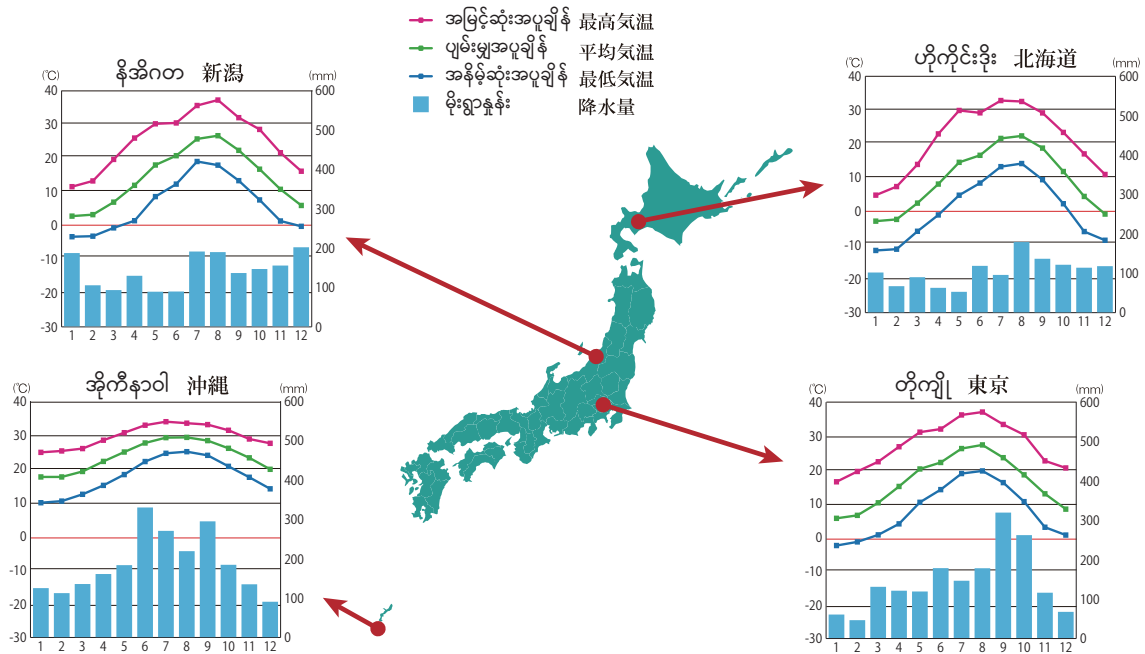 အမြင့်ဆုံးအပူချိန် 最高気温
ပျမ်းမျှအပူချိန် 平均気温
အနိမ့်ဆုံးအပူချိန် 最低気温
မိုးရွာနှုန်း 降水量
(℃) နိအိဂတ 新潟 (mm)
40 600
30 500
20 400
10 300
0 200
-10 100
-20
-30 0
1 2 3 4 5 6 7 8 9 10 11 12
(℃) ဟိုကိုင်းဒိုး 北海道 (mm)
40 600
30 500
20 400
10 300
0 200
-10 100
-20
-30 0
1 2 3 4 5 6 7 8 9 10 11 12
(℃) အိုကီနာဝါ 沖縄 (mm)
40 600
30 500
20 400
10 300
0 200
-10 100
-20
-30 0
1 2 3 4 5 6 7 8 9 10 11 12
(℃) တိုကျို 東京 (mm)
40 600
30 500
20 400
10 300
0 200
-10 100
-20
-30 0
1 2 3 4 5 6 7 8 9 10 11 12